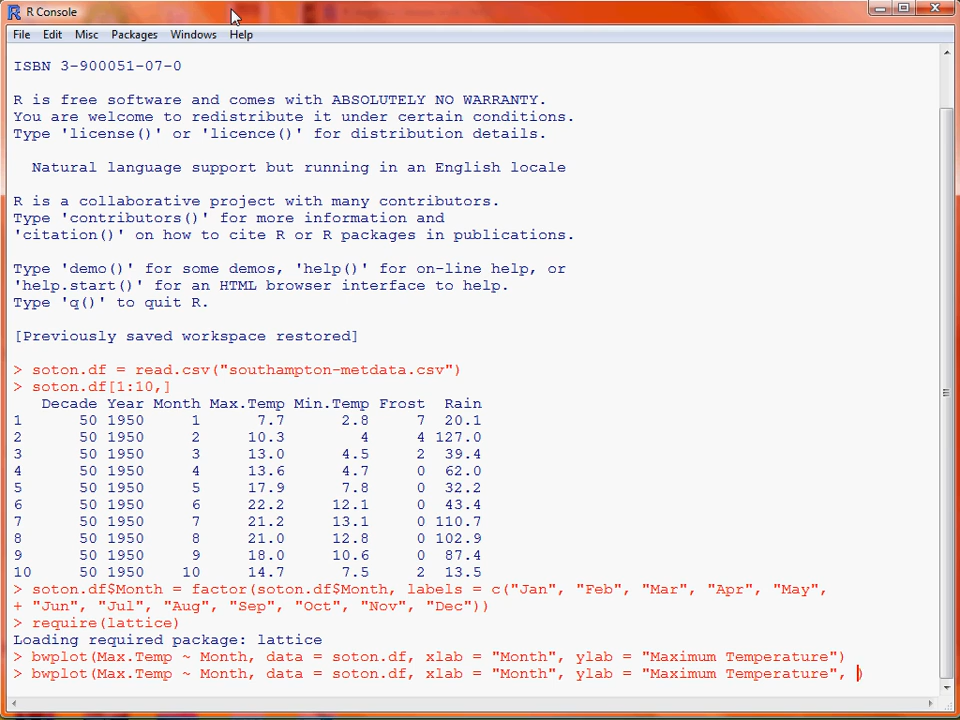 R Console
File Edit Misc Packages Windows Help
ISBN 3-900051-07-0
R is free software and comes with ABSOLUTELY NO WARRANTY.
You are welcome to redistribute it under certain conditions.
Type 'license()' or 'licence()' for distribution details.
Natural language support but running in an English locale
R is a collaborative project with many contributors.
Type 'contributors()' for more information and
'citation()' on how to cite R or R packages in publications.
Type 'demo()' for some demos, 'help()' for on-line help, or
'help.start()' for an HTML browser interface to help.
Type 'q()' to quit R.
[Previously saved workspace restored]
> soton.df = read.csv("southampton-metdata.csv")
> soton.df[1:10,]
Decade Year Month Max.Temp Min.Temp Frost Rain
1 50 1950 1 7.7 2.8 7 20.1
2 50 1950 2 10.3 4 4 127.0
3 50 1950 3 13.0 4.5 2 39.4
4 50 1950 4 13.6 4.7 0 62.0
5 50 1950 5 17.9 7.8 0 32.2
6 50 1950 6 22.2 12.1 0 43.4
7 50 1950 7 21.2 13.1 0 110.7
8 50 1950 8 21.0 12.8 0 102.9
9 50 1950 9 18.0 10.6 0 87.4
10 50 1950 10 14.7 7.5 2 13.5
> soton.df$Month = factor(soton.df$Month, labels = c("Jan", "Feb", "Mar", "Apr", "May",
+ "Jun", "Jul", "Aug", "Sep", "Oct", "Nov", "Dec"))
> require(lattice)
Loading required package: lattice
> bwplot(Max.Temp ~ Month, data = soton.df, xlab = "Month", ylab = "Maximum Temperature")
> bwplot(Max.Temp ~ Month, data = soton.df, xlab = "Month", ylab = "Maximum Temperature", )